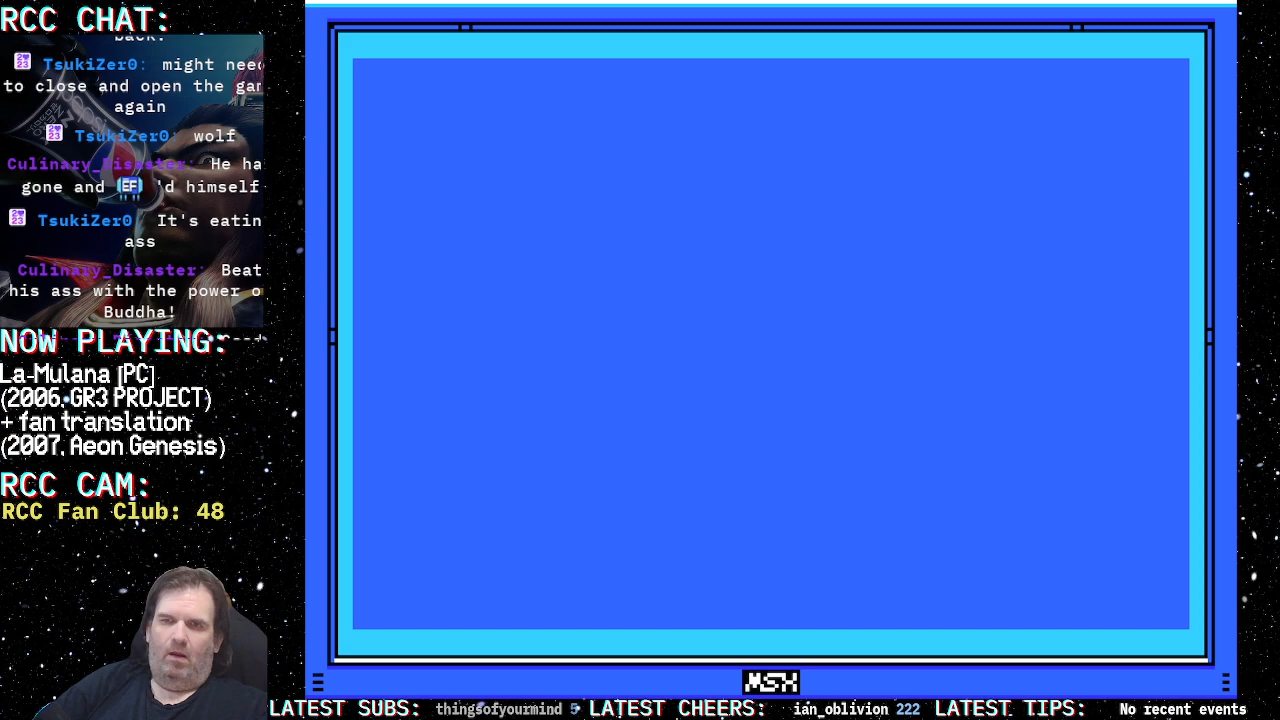 RCC CHAT:
back.
TsukiZer0: might need
to close and open the gam
again
TsukiZer0: wolf
Culinary_Disaster: He ha
gone and EF 'd himself
TsukiZer0: It's eatin
ass
Culinary_Disaster: Beat
his ass with the power o
Buddha!
NOW PLAYING:
La-Mulana [PC]
(2006, GR3 PROJECT)
+ fan translation
(2007, Aeon Genesis)
RCC CAM:
RCC Fan Club: 48
MSX
LATEST SUBS: thingsofyourmind 5 LATEST CHEERS: ian_oblivion 222 LATEST TIPS: No recent events